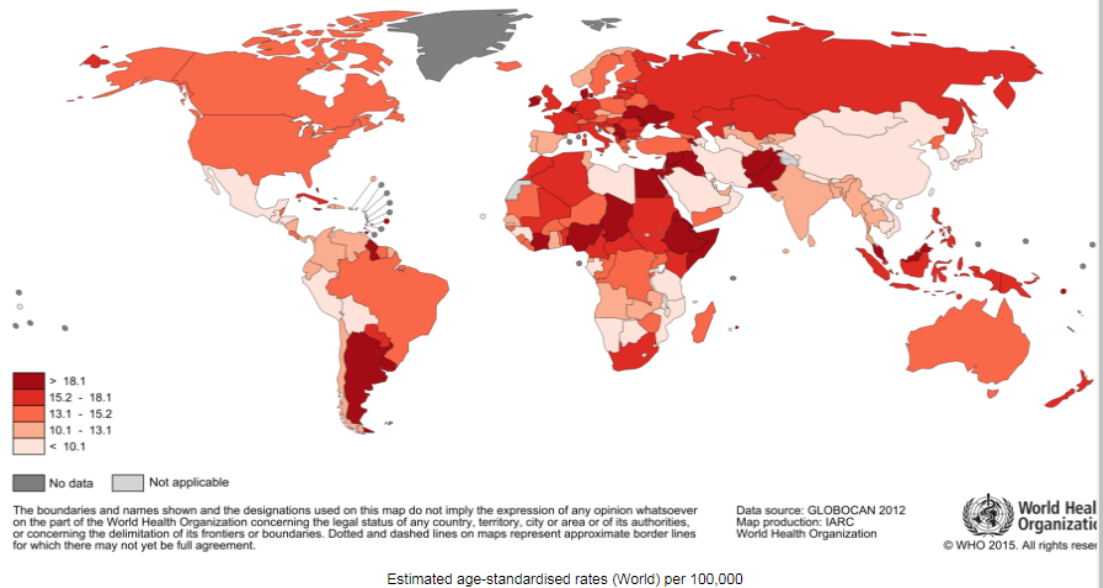 > 18.1
15.2 - 18.1
13.1 - 15.2
10.1 - 13.1
< 10.1
No data
Not applicable
The boundaries and names shown and the designations used on this map do not imply the expression of any opinion whatsoever
on the part of the World Health Organization concerning the legal status of any country, territory, city or area or of its authorities,
or concerning the delimitation of its frontiers or boundaries. Dotted and dashed lines on maps represent approximate border lines
for which there may not yet be full agreement.
Data source: GLOBOCAN 2012
Map production: IARC
World Health Organization
World Heal
Organizati
© WHO 2015. All rights rese
Estimated age-standardised rates (World) per 100,000